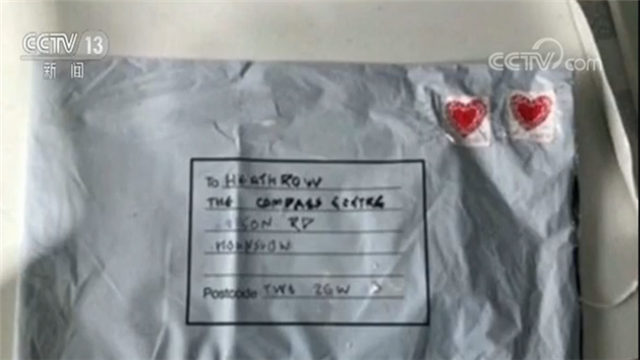 CCTV 13
新闻
CCTV.com
To HEATHROW
THE COMPASS CENTRE
RD
HOUNSLOW
Postcode TW6 2GW